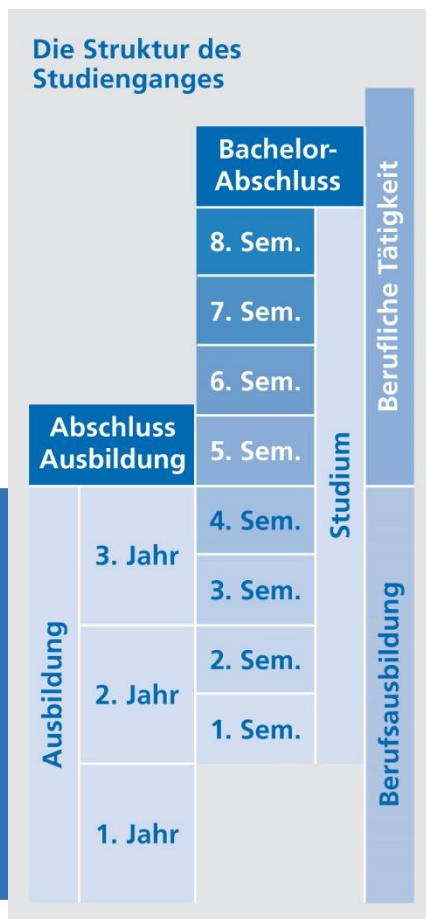 Die Struktur des
Studienganges
Bachelor-
Abschluss
8. Sem.
7. Sem.
6. Sem.
5. Sem.
4. Sem.
3. Sem.
2. Sem.
1. Sem.
Studium
Berufliche Tätigkeit
Berufsausbildung
Abschluss
Ausbildung
3. Jahr
2. Jahr
1. Jahr
Ausbildung